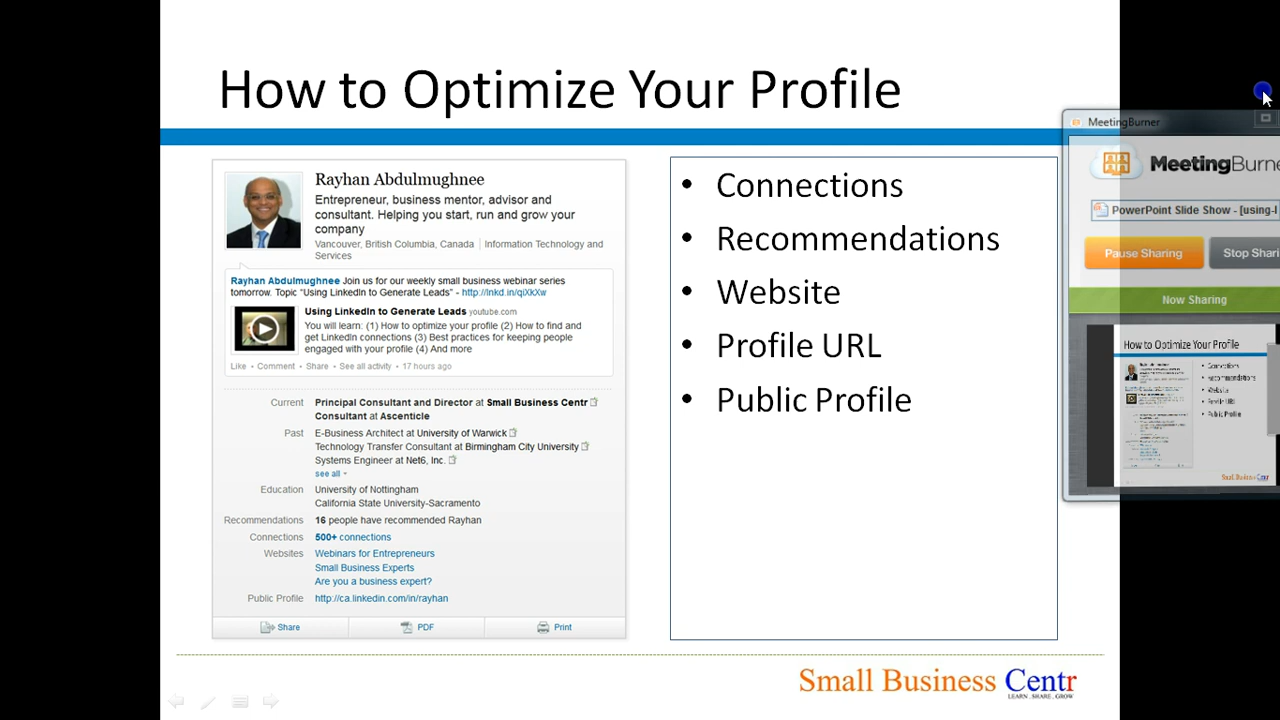 How to Optimize Your Profile
Rayhan Abdulmughnee
Entrepreneur, business mentor, advisor and
consultant. Helping you start, run and grow your
company
Vancouver, British Columbia, Canada | Information Technology and
Services
Rayhan Abdulmughnee Join us for our weekly small business webinar series
tomorrow. Topic "Using LinkedIn to Generate Leads" - http://lnkd.in/qiXkXw
Using LinkedIn to Generate Leads youtube.com
You will learn: (1) How to optimize your profile (2) How to find and
get LinkedIn connections (3) Best practices for keeping people
engaged with your profile (4) And more
Like • Comment • Share • See all activity • 17 hours ago
Current Principal Consultant and Director at Small Business Centr
Consultant at Ascenticle
Past E-Business Architect at University of Warwick
Technology Transfer Consultant at Birmingham City University
Systems Engineer at Net6, Inc.
see all
Education University of Nottingham
California State University-Sacramento
Recommendations 16 people have recommended Rayhan
Connections 500+ connections
Websites Webinars for Entrepreneurs
Small Business Experts
Are you a business expert?
Public Profile http://ca.linkedin.com/in/rayhan
Share PDF Print
• Connections
• Recommendations
• Website
• Profile URL
• Public Profile
Small Business Centr
LEARN . SHARE . GROW
MeetingBurner
MeetingBurne
PowerPoint Slide Show - [using-l
Pause Sharing Stop Shari
Now Sharing
How to Optimize Your Profile
• Connections
• Recommendations
• Website
• Profile URL
• Public Profile
Small Business Centr